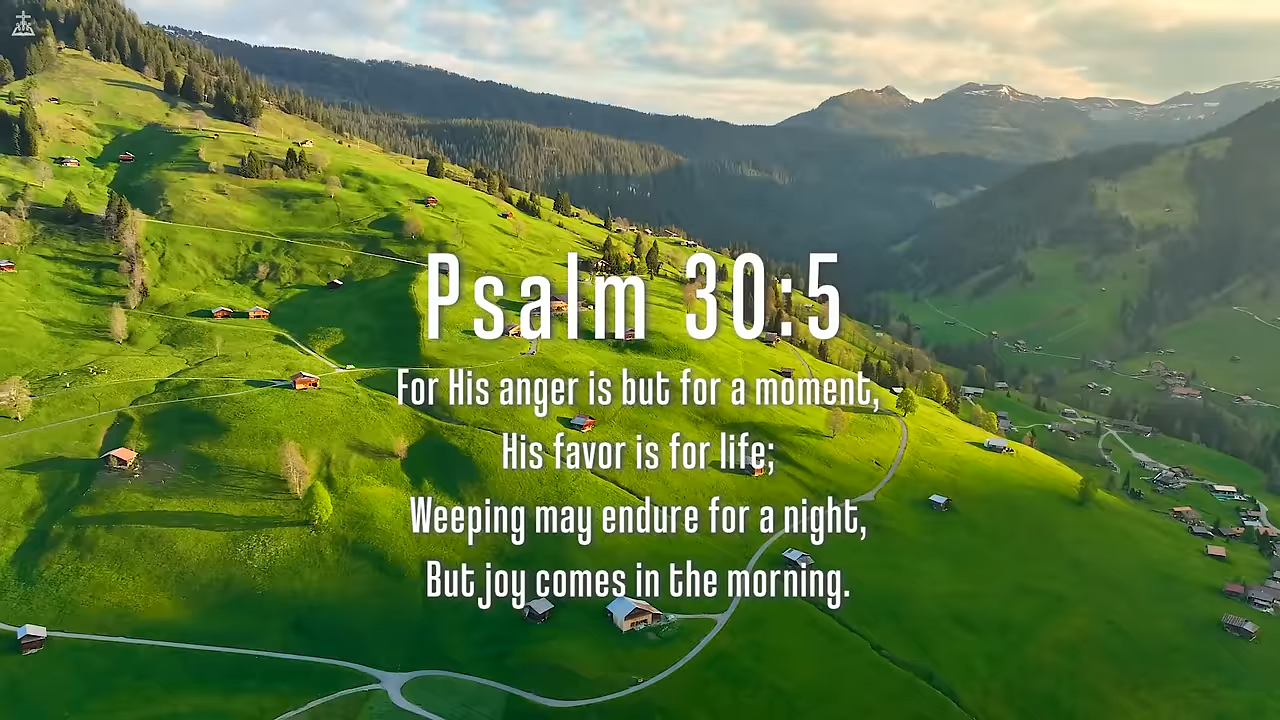 Psalm 30:5
For His anger is but for a moment,
His favor is for life;
Weeping may endure for a night,
But joy comes in the morning.